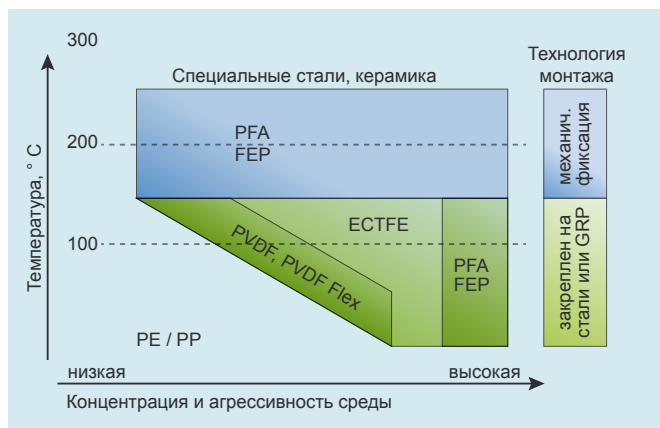 300
Технология
монтажа
Специальные стали, керамика
Температура, ° C
200
PFA
FEP
механич.
фиксация
100
ECTFE
PVDF, PVDF Flex
PFA
FEP
закреплен на
стали или GRP
PE / PP
низкая
высокая
Концентрация и агрессивность среды